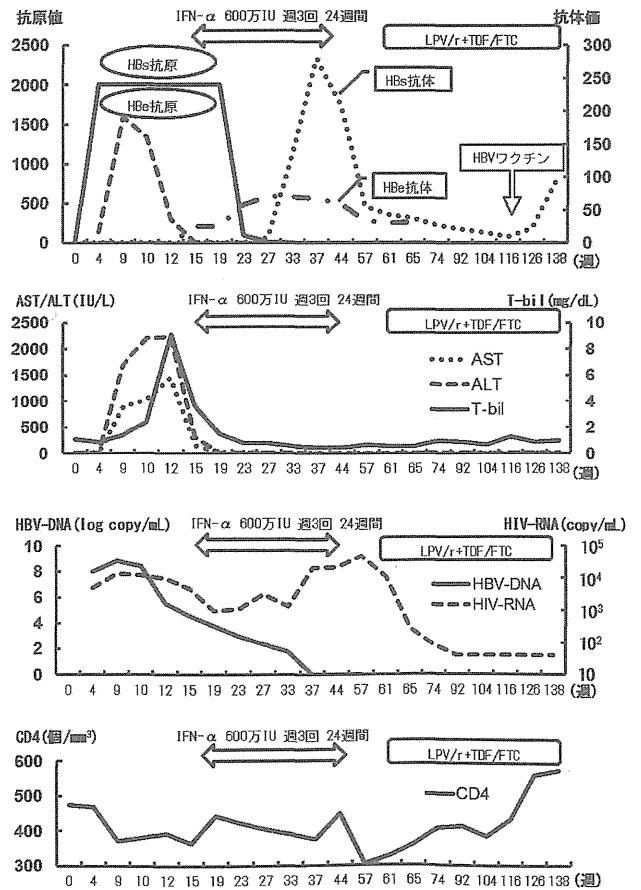 抗原値 IFN-α 600万IU 週3回 24週間 抗体価
LPV/r+TDF/FTC
2500 300
2000 250
1500 200
1000 150
500 100
0 50
0
HBs抗原
HBe抗原
HBs抗体
HBVワクチン
HBe抗体
0 4 9 10 12 15 19 23 27 33 37 44 57 61 65 74 92 104 116 126 138 (週)
AST/ALT(IU/L) IFN-α 600万IU 週3回 24週間 T-bil(mg/dL)
LPV/r+TDF/FTC
2500 10
2000 8
1500 6
1000 4
500 2
0 0
AST
ALT
T-bil
0 4 9 10 12 15 19 23 27 33 37 44 57 61 65 74 92 104 116 126 138 (週)
HBV-DNA(log copy/mL) IFN-α 600万IU 週3回 24週間 HIV-RNA(copy/mL)
LPV/r+TDF/FTC
10 10⁵
8 10⁴
6 10³
4 10²
2 10
0
HBV-DNA
HIV-RNA
0 4 9 10 12 15 19 23 27 33 37 44 57 61 65 74 92 104 116 126 138 (週)
CD4(個/mm³) IFN-α 600万IU 週3回 24週間
LPV/r+TDF/FTC
600
500
400
300
CD4
0 4 9 10 12 15 19 23 27 33 37 44 57 61 65 74 92 104 116 126 138 (週)